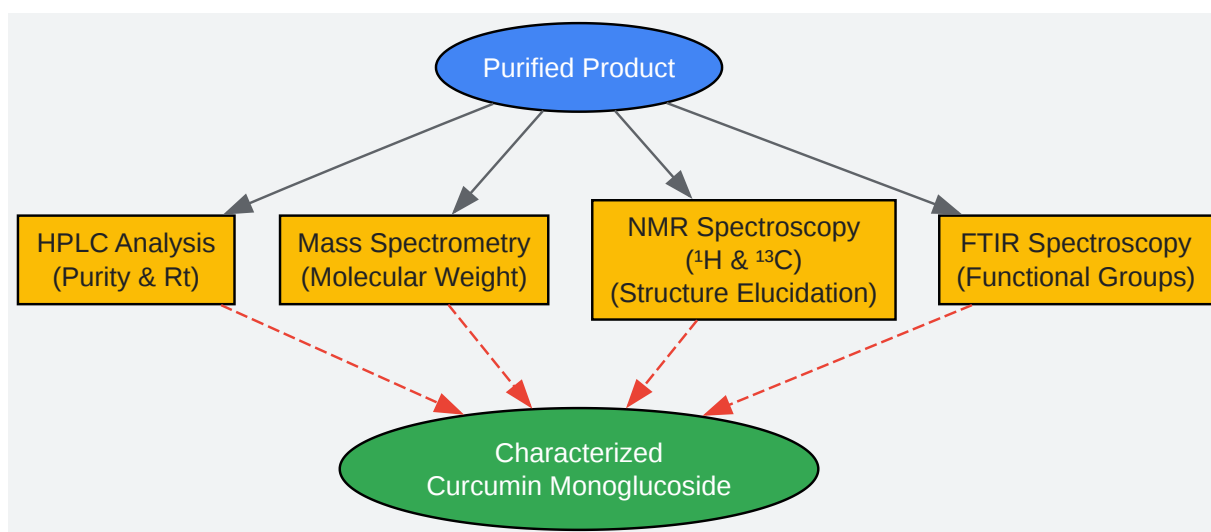 Purified Product
HPLC Analysis
(Purity & Rt)
Mass Spectrometry
(Molecular Weight)
NMR Spectroscopy
(¹H & ¹³C)
(Structure Elucidation)
FTIR Spectroscopy
(Functional Groups)
Characterized
Curcumin Monoglucoside